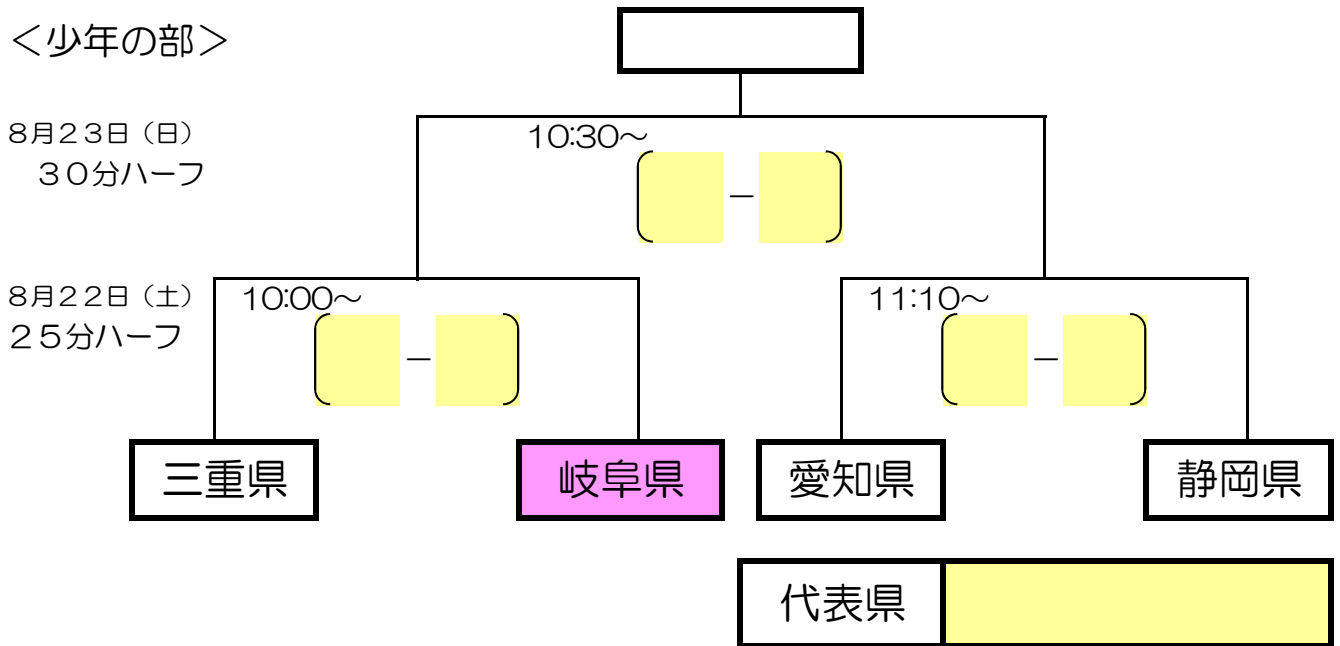 ＜少年の部＞
８月２３日（日）
３０分ハーフ
10:30～
－
８月２２日（土）
２５分ハーフ
10:00～
－
11:10～
－
三重県
岐阜県
愛知県
静岡県
代表県